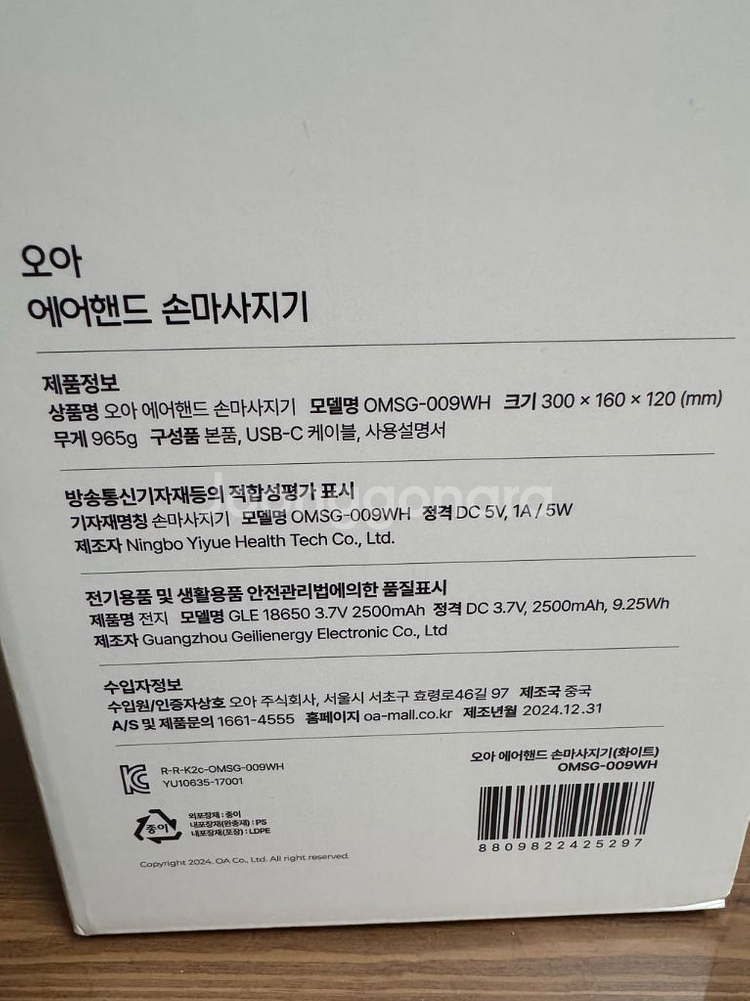 오아
에어핸드 손마사지기
제품정보
상품명 오아 에어핸드 손마사지기 모델명 OMSG-009WH 크기 300 × 160 × 120 (mm)
무게 965g 구성품 본품, USB-C 케이블, 사용설명서
방송통신기자재등의 적합성평가 표시
기자재명칭 손마사지기 모델명 OMSG-009WH 정격 DC 5V, 1A / 5W
제조자 Ningbo Yiyue Health Tech Co., Ltd.
Joonggonara
전기용품 및 생활용품 안전관리법에의한 품질표시
제품명 전지 모델명 GLE 18650 3.7V 2500mAh 정격 DC 3.7V, 2500mAh, 9.25Wh
제조자 Guangzhou Geilienergy Electronic Co., Ltd
수입자정보
수입원/인증자상호 오아 주식회사, 서울시 서초구 효령로46길 97 제조국 중국
A/S 및 제품문의 1661-4555 홈페이지 oa-mall.co.kr 제조년월 2024.12.31
R-R-K2c-OMSG-009WH
YU10635-17001
종이
외포장재 : 종이
내포장재(완충재) : PS
내포장재(포장) : LDPE
Copyright 2024. OA Co., Ltd. All right reserved.
오아 에어핸드 손마사지기(화이트)
OMSG-009WH
8809822425297